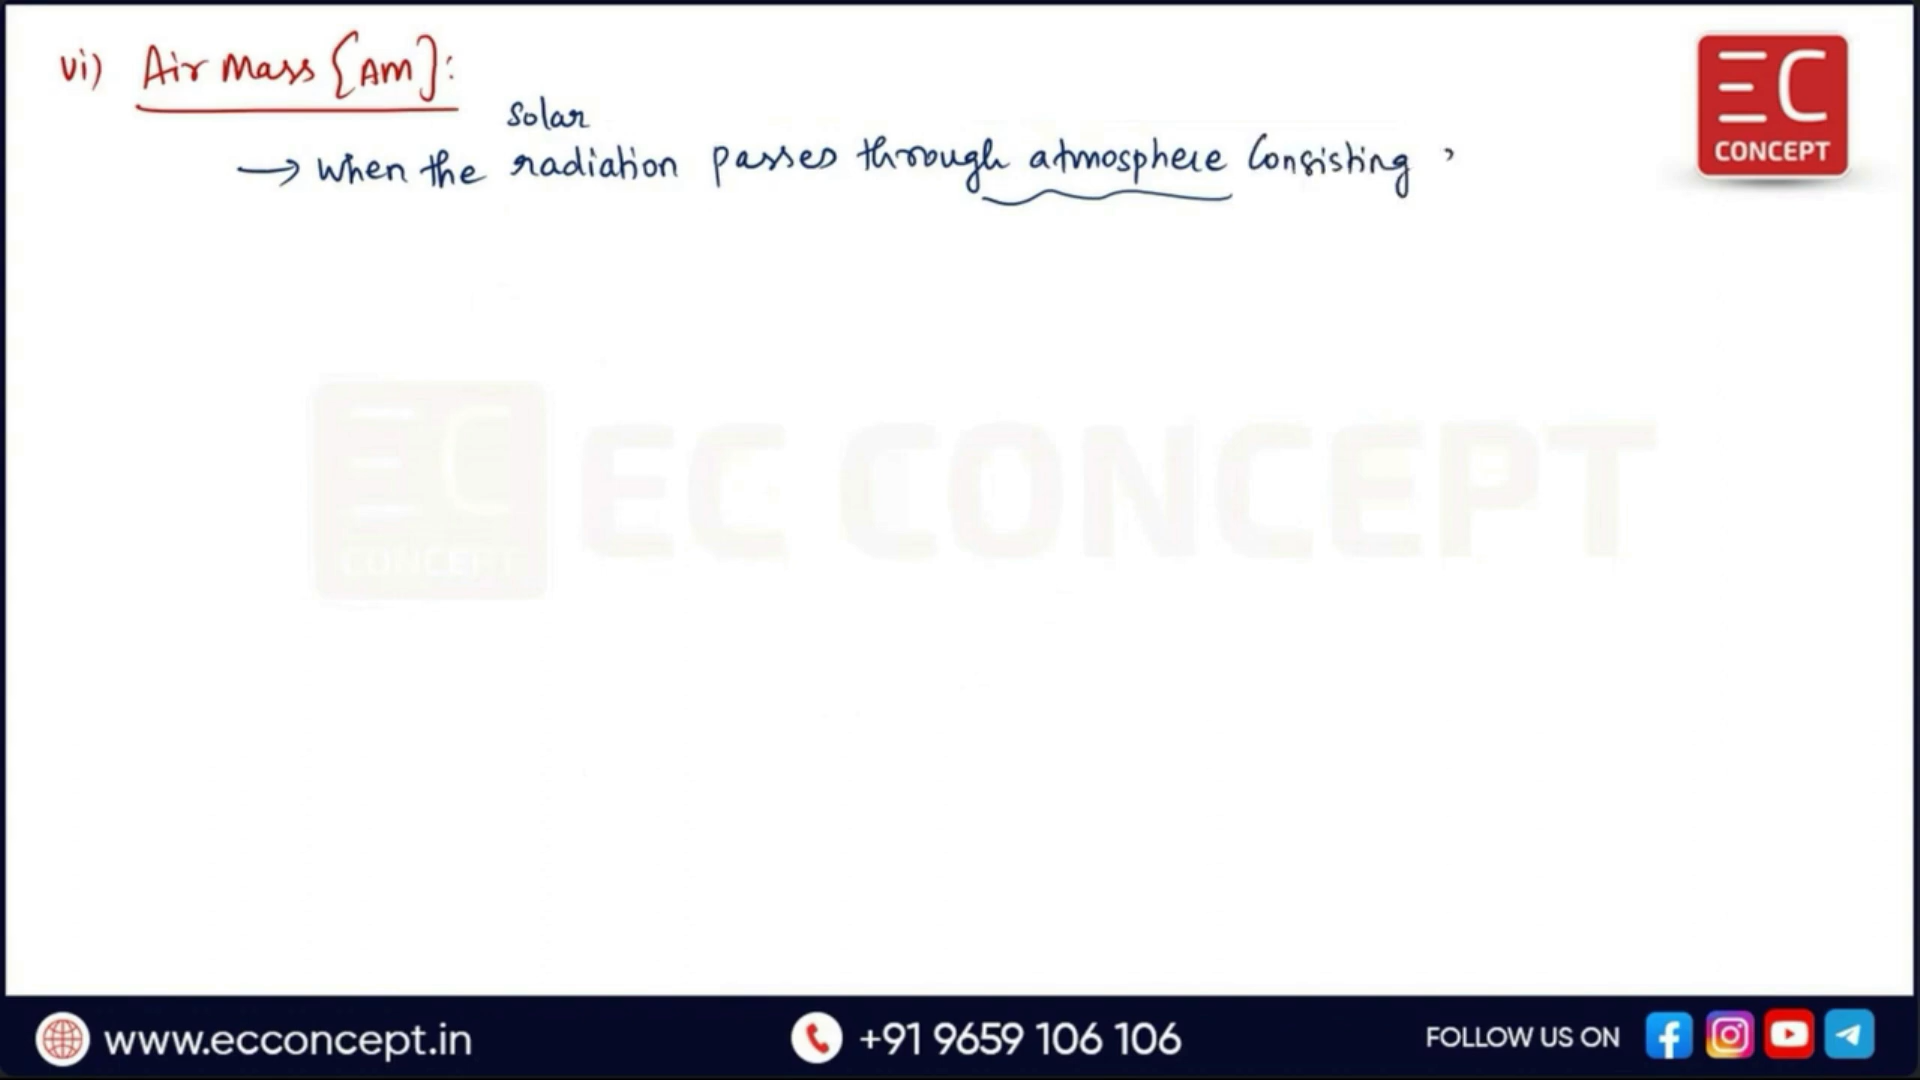 vi) Air Mass {AM}:
solar
→ when the radiation passes through atmosphere Consisting
EC
CONCEPT
EC CONCEPT
CONCEPT
www.ecconcept.in
+91 9659 106 106
FOLLOW US ON